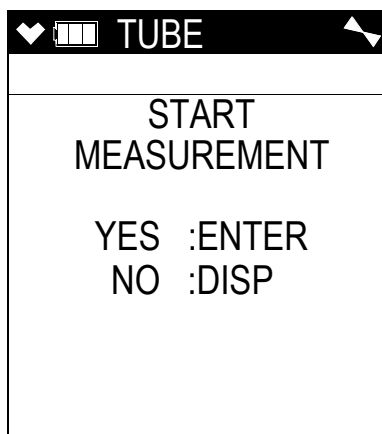 TUBE
START
MEASUREMENT
YES :ENTER
NO :DISP